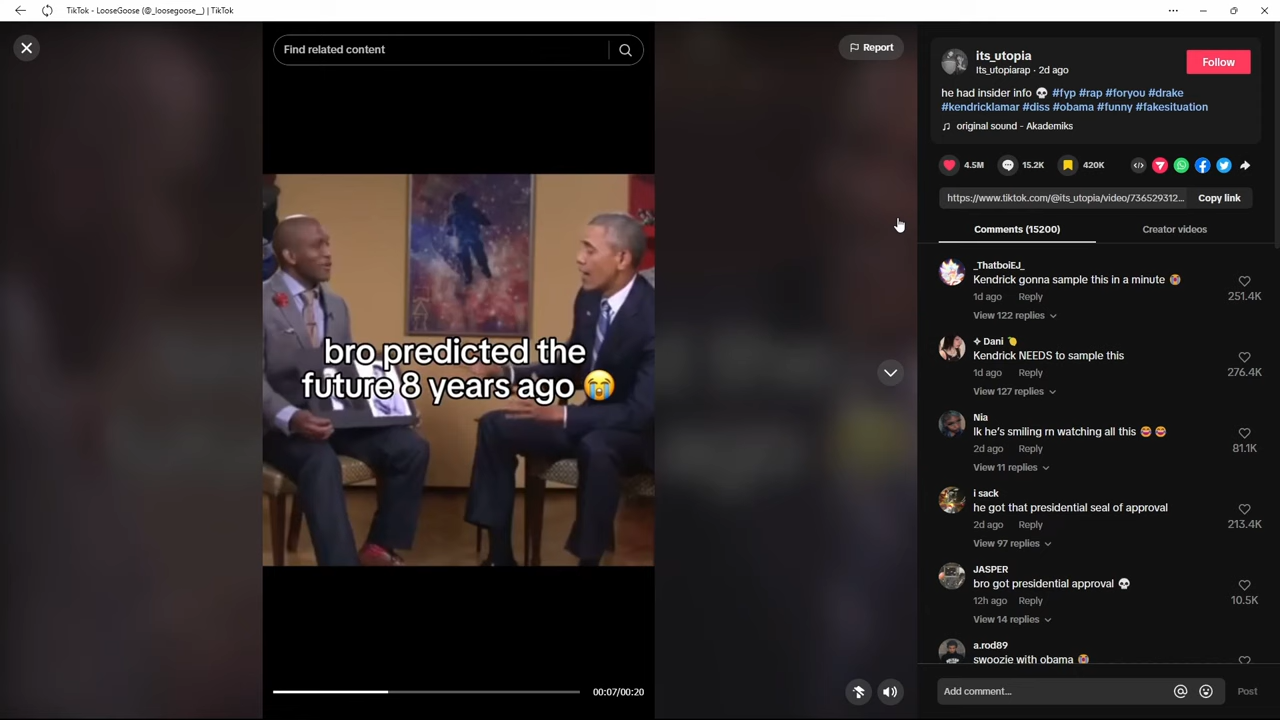 TikTok - LooseGoose (@_loosegoose__) | TikTok
Find related content
Report
bro predicted the
future 8 years ago 😭
00:07/00:20
its_utopia
Its_utopiarap · 2d ago
Follow
he had insider info 💀 #fyp #rap #foryou #drake
#kendricklamar #diss #obama #funny #fakesituation
original sound - Akademiks
4.5M
15.2K
420K
https://www.tiktok.com/@its_utopia/video/736529312...
Copy link
Comments (15200)
Creator videos
_ThatboiEJ_
Kendrick gonna sample this in a minute 😭
1d ago Reply
251.4K
View 122 replies
✧ Dani 🍋
Kendrick NEEDS to sample this
1d ago Reply
276.4K
View 127 replies
Nia
Ik he's smiling rn watching all this 😂 😂
2d ago Reply
81.1K
View 11 replies
i sack
he got that presidential seal of approval
2d ago Reply
213.4K
View 97 replies
JASPER
bro got presidential approval 💀
12h ago Reply
10.5K
View 14 replies
a.rod89
swoozie with obama 😭
Add comment...
Post